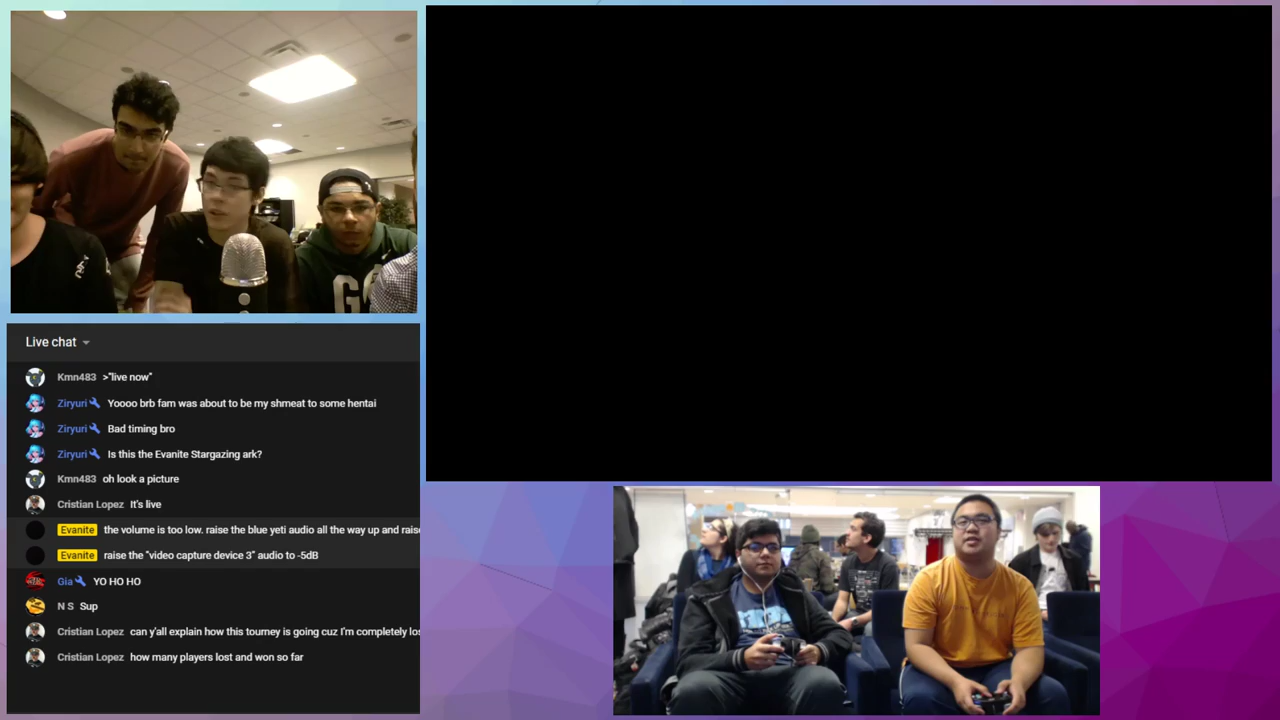 Live chat
Kmn483 >"live now"
Ziryuri Yoooo brb fam was about to be my shmeat to some hentai
Ziryuri Bad timing bro
Ziryuri Is this the Evanite Stargazing ark?
Kmn483 oh look a picture
Cristian Lopez It's live
Evanite the volume is too low. raise the blue yeti audio all the way up and raise
Evanite raise the "video capture device 3" audio to -5dB
Gia YO HO HO
N S Sup
Cristian Lopez can y'all explain how this tourney is going cuz I'm completely
Cristian Lopez how many players lost and won so far